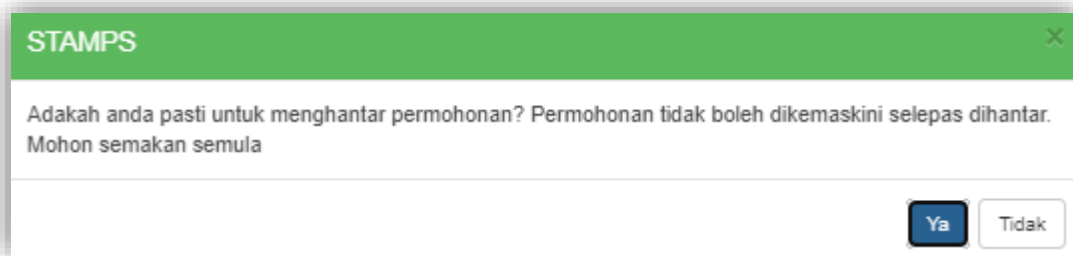 STAMPS
×
Adakah anda pasti untuk menghantar permohonan? Permohonan tidak boleh dikemaskini selepas dihantar.
Mohon semakan semula
Ya
Tidak